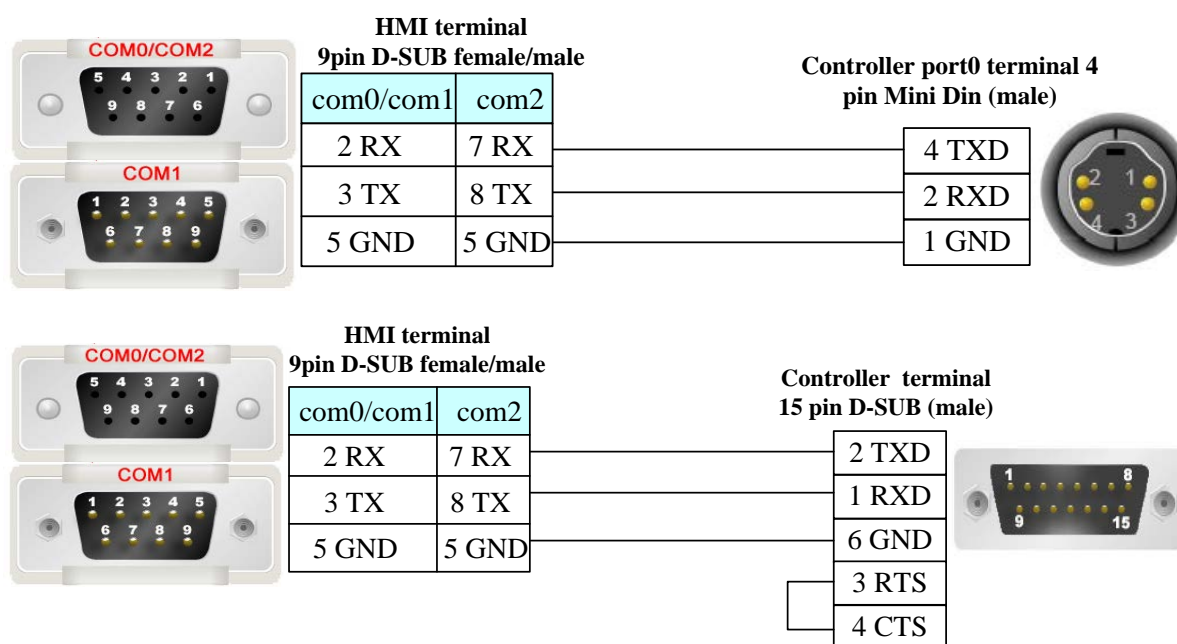 HMI terminal
9pin D-SUB female/male
COM0/COM2
5 4 3 2 1
9 8 7 6
COM1
1 2 3 4 5
6 7 8 9
com0/com1 com2
2 RX 7 RX
3 TX 8 TX
5 GND 5 GND
Controller port0 terminal 4
pin Mini Din (male)
4 TXD
2 RXD
1 GND
2 1
4 3
HMI terminal
9pin D-SUB female/male
COM0/COM2
5 4 3 2 1
9 8 7 6
COM1
1 2 3 4 5
6 7 8 9
com0/com1 com2
2 RX 7 RX
3 TX 8 TX
5 GND 5 GND
Controller terminal
15 pin D-SUB (male)
2 TXD
1 RXD
6 GND
3 RTS
4 CTS
1 8
9 15